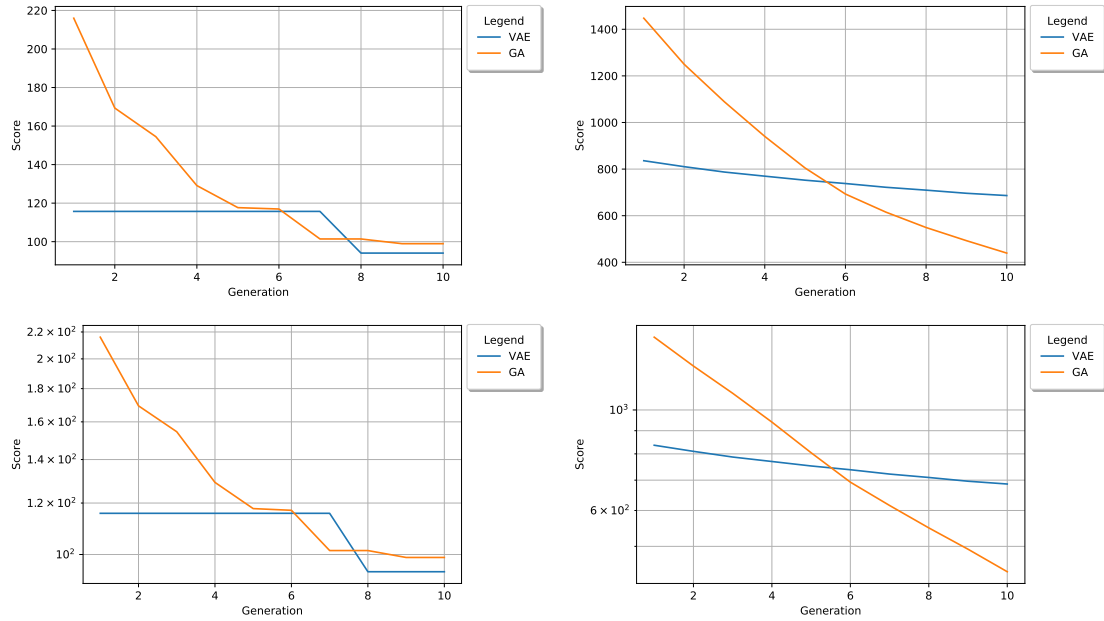 220
200
180
160
140
120
100
Score
2 4 6 8 10
Generation
Legend
VAE
GA
1400
1200
1000
800
600
400
Score
2 4 6 8 10
Generation
Legend
VAE
GA
2.2 × 10²
2 × 10²
1.8 × 10²
1.6 × 10²
1.4 × 10²
1.2 × 10²
10²
Score
2 4 6 8 10
Generation
Legend
VAE
GA
10³
6 × 10²
Score
2 4 6 8 10
Generation
Legend
VAE
GA